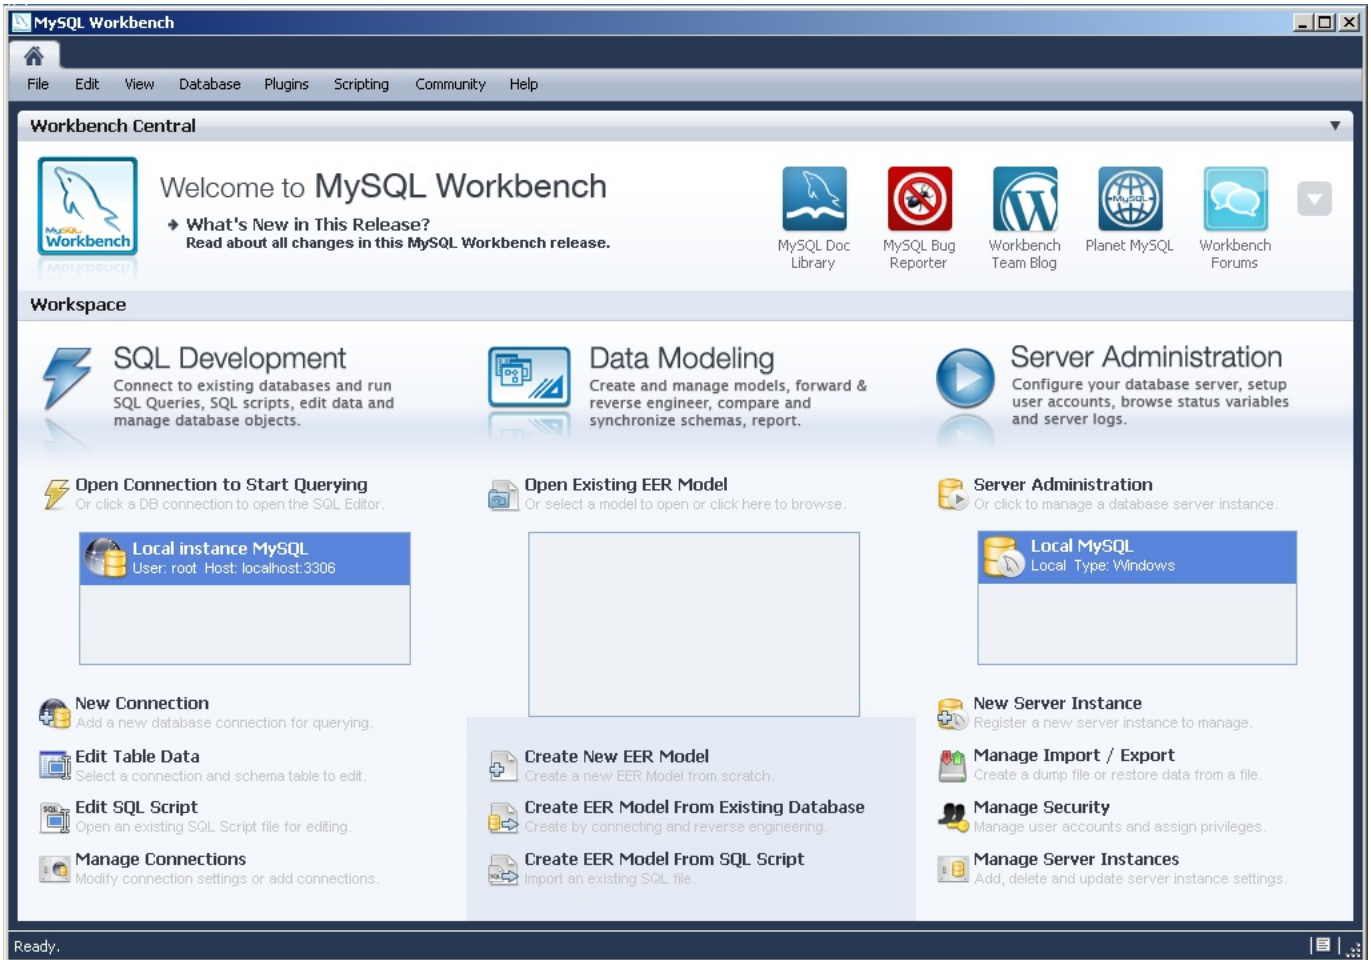 MySQL Workbench
File Edit View Database Plugins Scripting Community Help
Workbench Central
MySQL
Workbench
Welcome to MySQL Workbench
What's New in This Release?
Read about all changes in this MySQL Workbench release.
MySQL Doc
Library
MySQL Bug
Reporter
Workbench
Team Blog
MySQL
Planet MySQL
Workbench
Forums
Workspace
SQL Development
Connect to existing databases and run
SQL Queries, SQL scripts, edit data and
manage database objects.
Open Connection to Start Querying
Or click a DB connection to open the SQL Editor.
Local instance MySQL
User: root Host: localhost:3306
New Connection
Add a new database connection for querying.
Edit Table Data
Select a connection and schema table to edit.
SQL
Edit SQL Script
Open an existing SQL Script file for editing.
Manage Connections
Modify connection settings or add connections.
Data Modeling
Create and manage models, forward &
reverse engineer, compare and
synchronize schemas, report.
Open Existing EER Model
Or select a model to open or click here to browse.
Create New EER Model
Create a new EER Model from scratch.
Create EER Model From Existing Database
Create by connecting and reverse engineering.
SQL
Create EER Model From SQL Script
Import an existing SQL file.
Server Administration
Configure your database server, setup
user accounts, browse status variables
and server logs.
Server Administration
Or click to manage a database server instance.
Local MySQL
Local Type: Windows
New Server Instance
Register a new server instance to manage.
Manage Import / Export
Create a dump file or restore data from a file.
Manage Security
Manage user accounts and assign privileges.
Manage Server Instances
Add, delete and update server instance settings.
Ready.